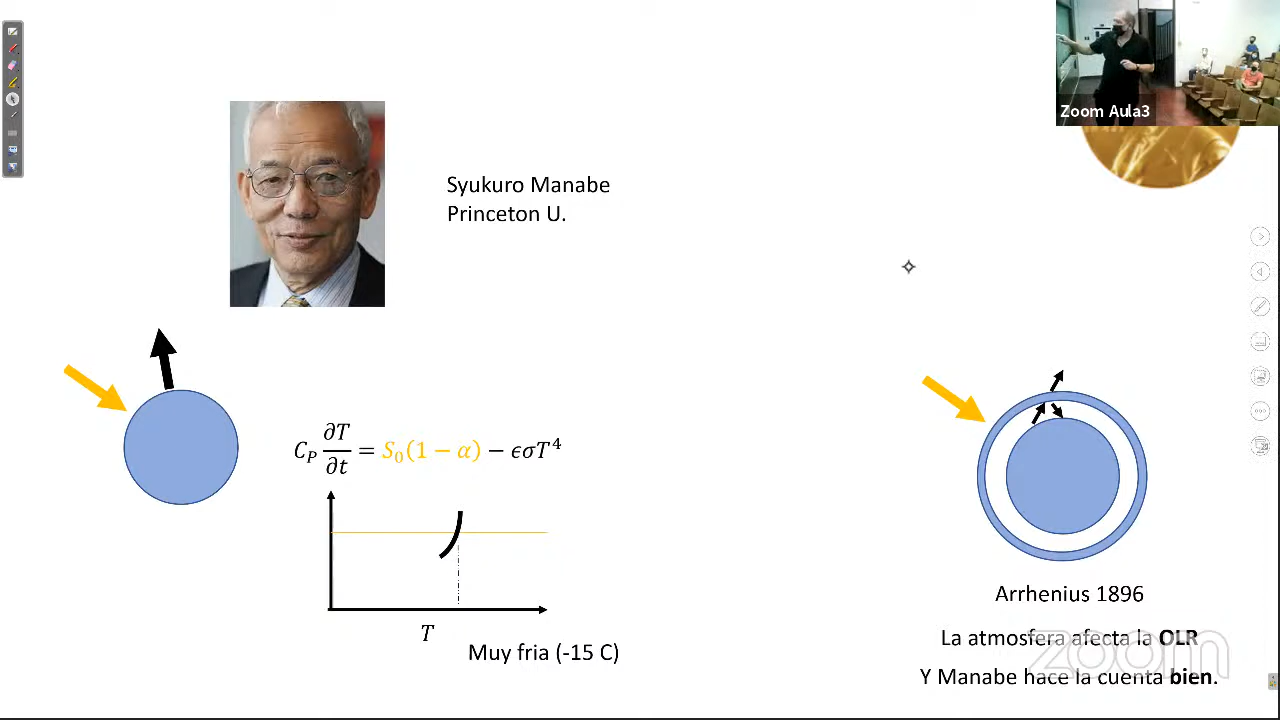 Zoom Aula3
Syukuro Manabe
Princeton U.
C_P ∂T/∂t = S_0(1 − α) − ϵσT^4
T
Muy fria (-15 C)
Arrhenius 1896
La atmosfera afecta la OLR
Y Manabe hace la cuenta bien.
zoom